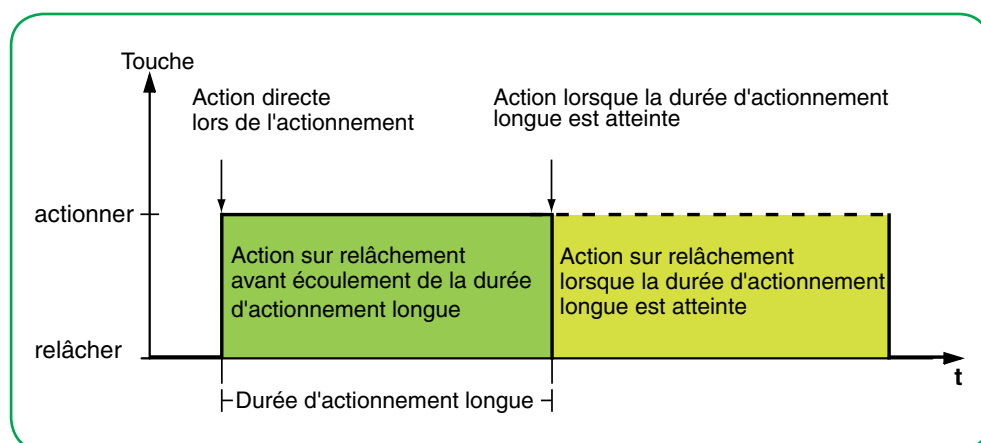 Touche
Action directe
lors de l'actionnement
Action lorsque la durée d'actionnement
longue est atteinte
actionner
Action sur relâchement
avant écoulement de la durée
d'actionnement longue
Action sur relâchement
lorsque la durée d'actionnement
longue est atteinte
relâcher
t
Durée d'actionnement longue